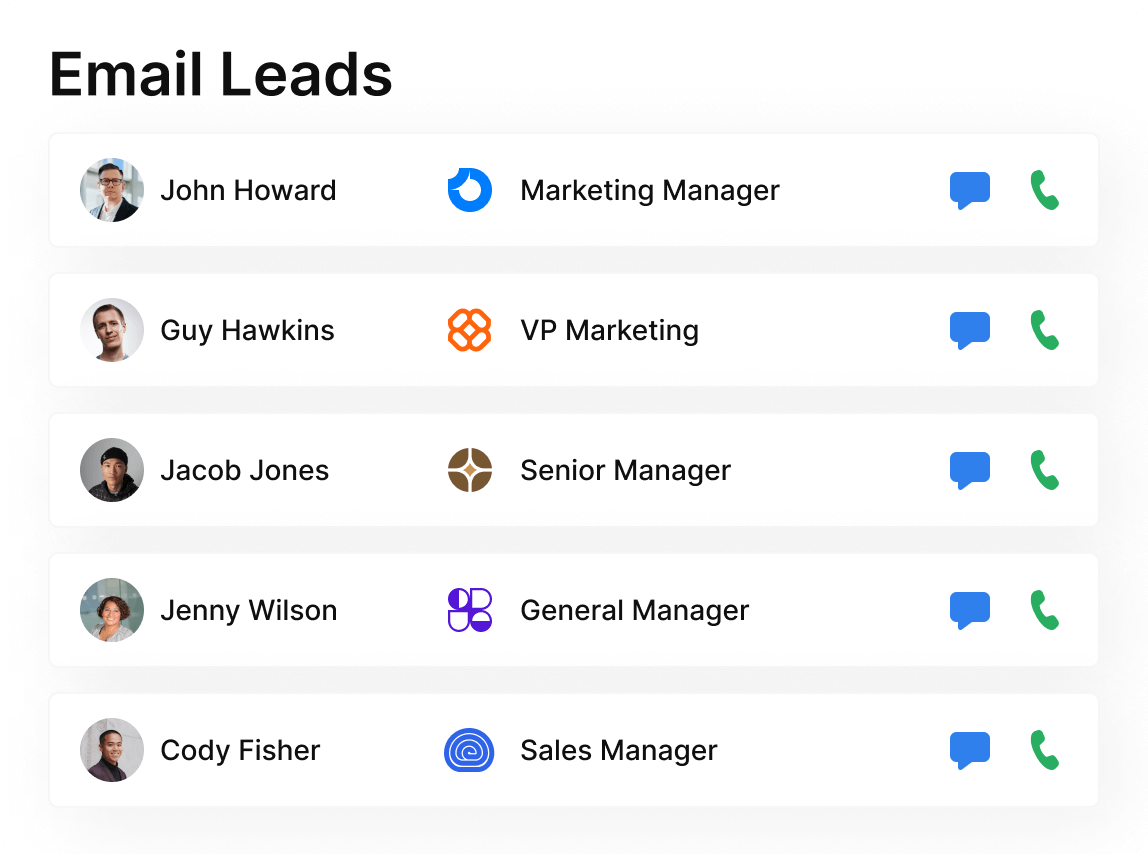 Email Leads
John Howard Marketing Manager
Guy Hawkins VP Marketing
Jacob Jones Senior Manager
Jenny Wilson General Manager
Cody Fisher Sales Manager